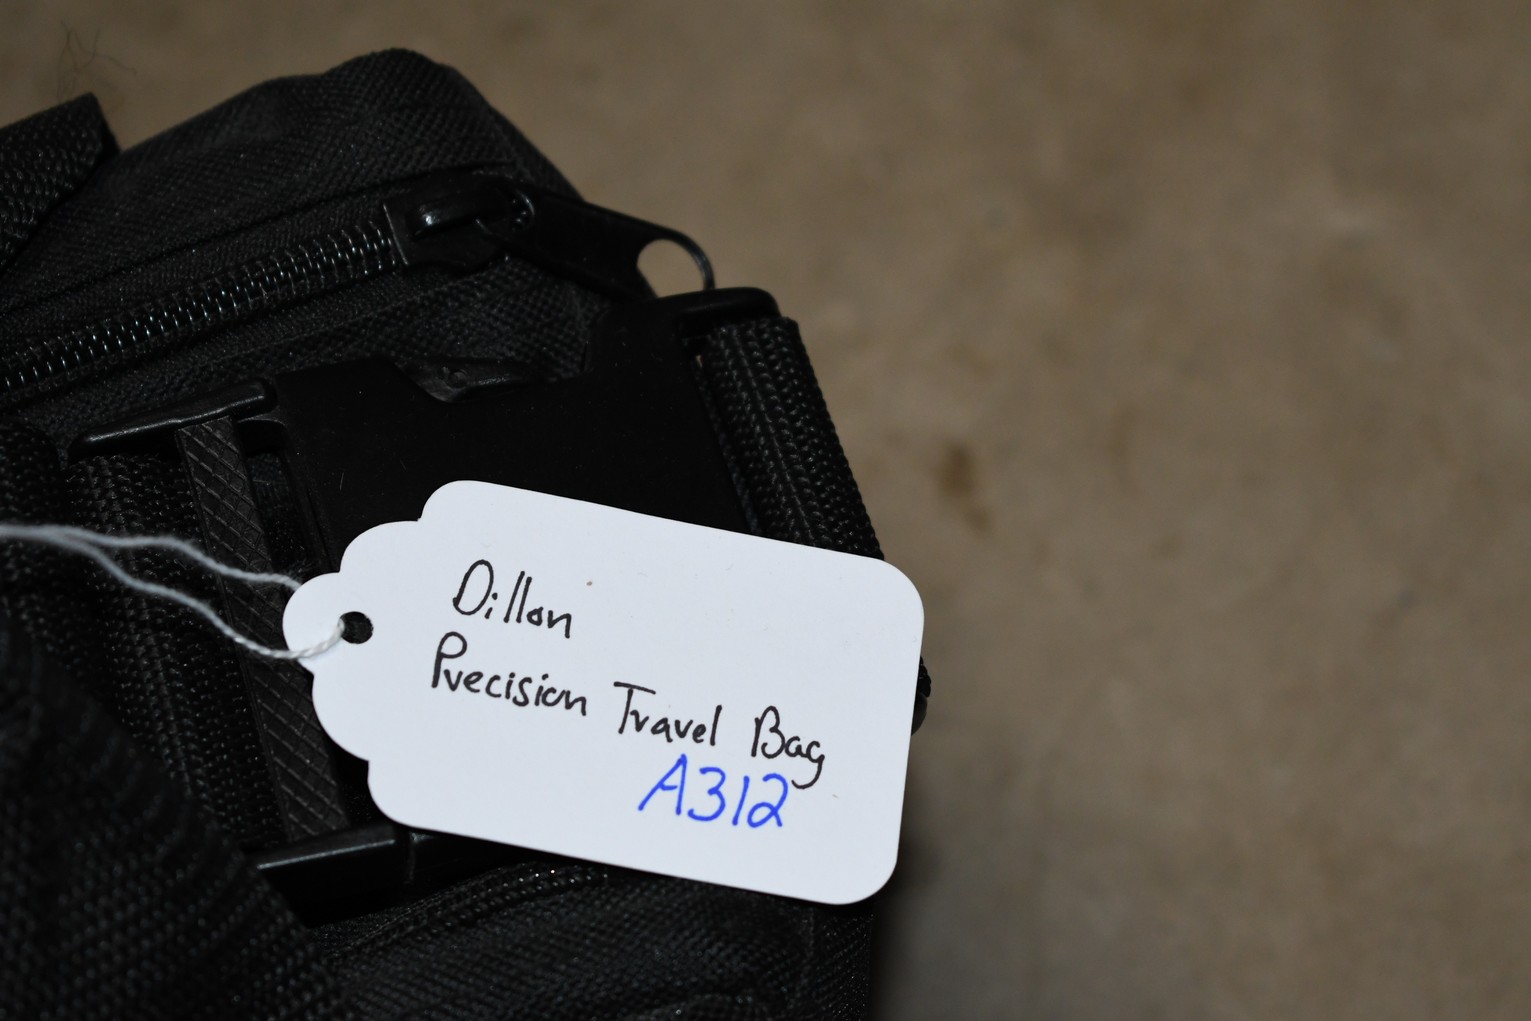 Dillon
Precision Travel Bag
A312